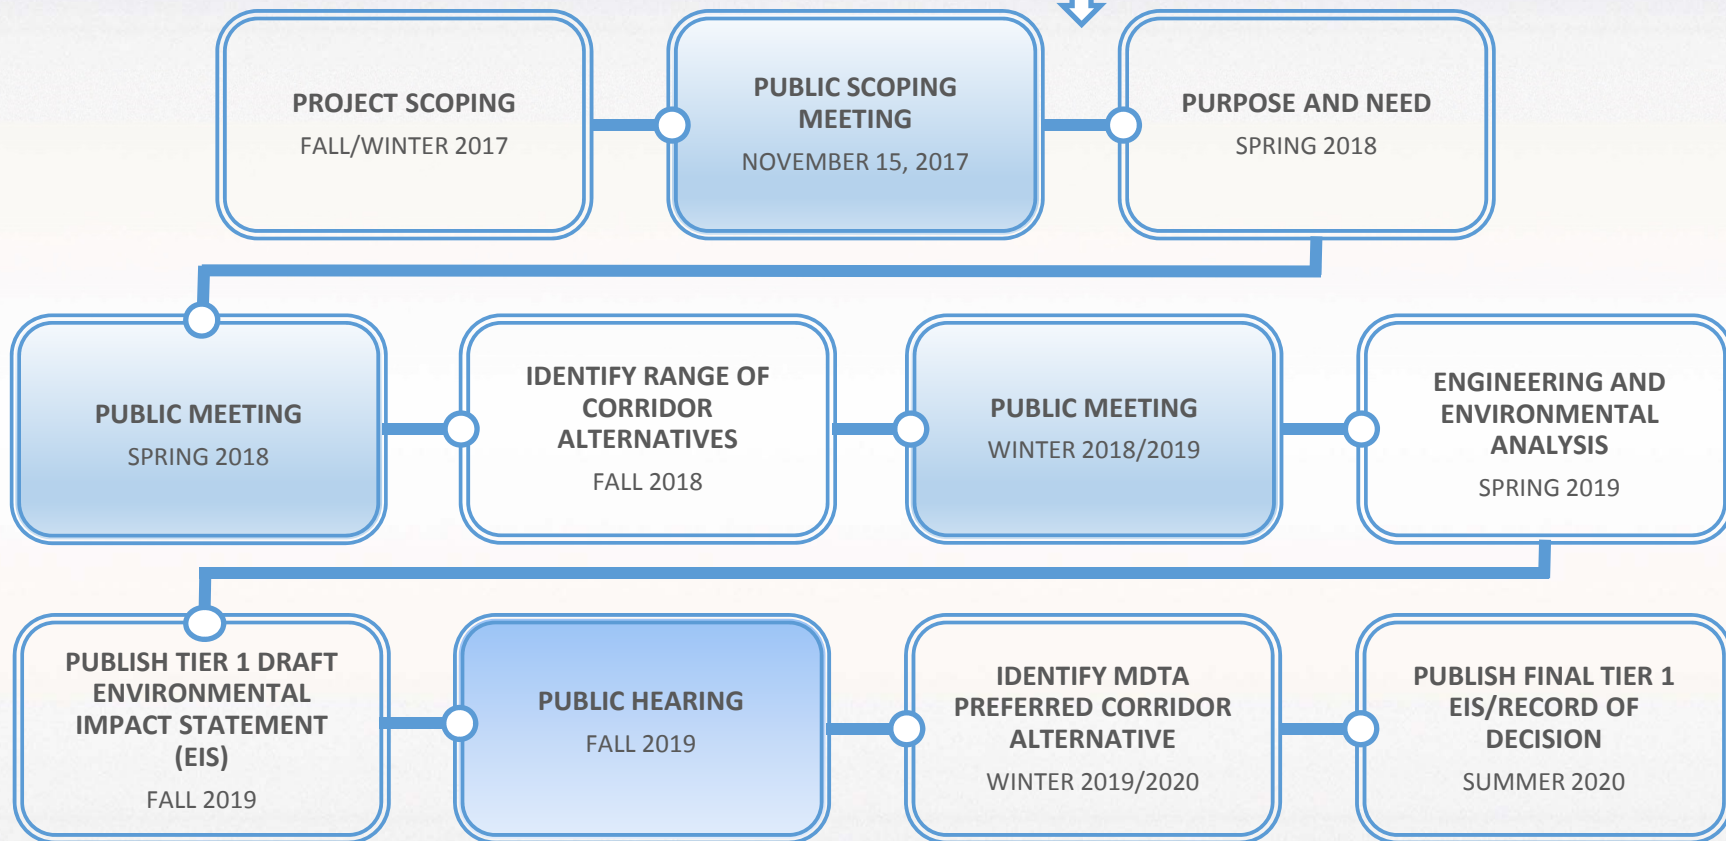 PROJECT SCOPING
FALL/WINTER 2017
PUBLIC SCOPING
MEETING
NOVEMBER 15, 2017
PURPOSE AND NEED
SPRING 2018
PUBLIC MEETING
SPRING 2018
IDENTIFY RANGE OF
CORRIDOR
ALTERNATIVES
FALL 2018
PUBLIC MEETING
WINTER 2018/2019
ENGINEERING AND
ENVIRONMENTAL
ANALYSIS
SPRING 2019
PUBLISH TIER 1 DRAFT
ENVIRONMENTAL
IMPACT STATEMENT
(EIS)
FALL 2019
PUBLIC HEARING
FALL 2019
IDENTIFY MDTA
PREFERRED CORRIDOR
ALTERNATIVE
WINTER 2019/2020
PUBLISH FINAL TIER 1
EIS/RECORD OF
DECISION
SUMMER 2020